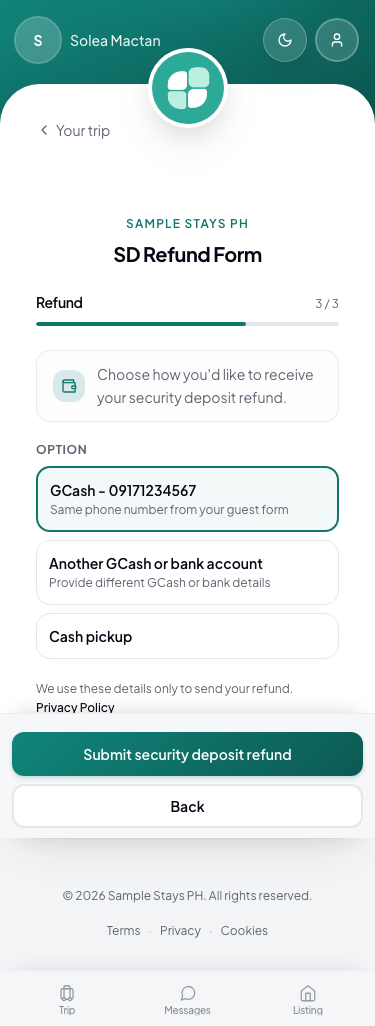 S
Solea Mactan
Your trip
SAMPLE STAYS PH
SD Refund Form
Refund
3 / 3
Choose how you'd like to receive
your security deposit refund.
OPTION
GCash - 09171234567
Same phone number from your guest form
Another GCash or bank account
Provide different GCash or bank details
Cash pickup
We use these details only to send your refund.
Privacy Policy
Submit security deposit refund
Back
© 2026 Sample Stays PH. All rights reserved.
Terms · Privacy · Cookies
Trip
Messages
Listing